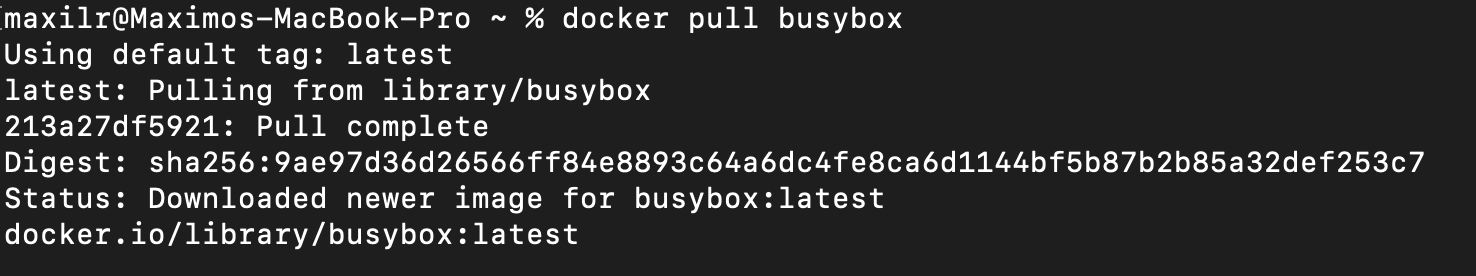 maxilr@Maximos-MacBook-Pro ~ % docker pull busybox
Using default tag: latest
latest: Pulling from library/busybox
213a27df5921: Pull complete
Digest: sha256:9ae97d36d26566ff84e8893c64a6dc4fe8ca6d1144bf5b87b2b85a32def253c7
Status: Downloaded newer image for busybox:latest
docker.io/library/busybox:latest